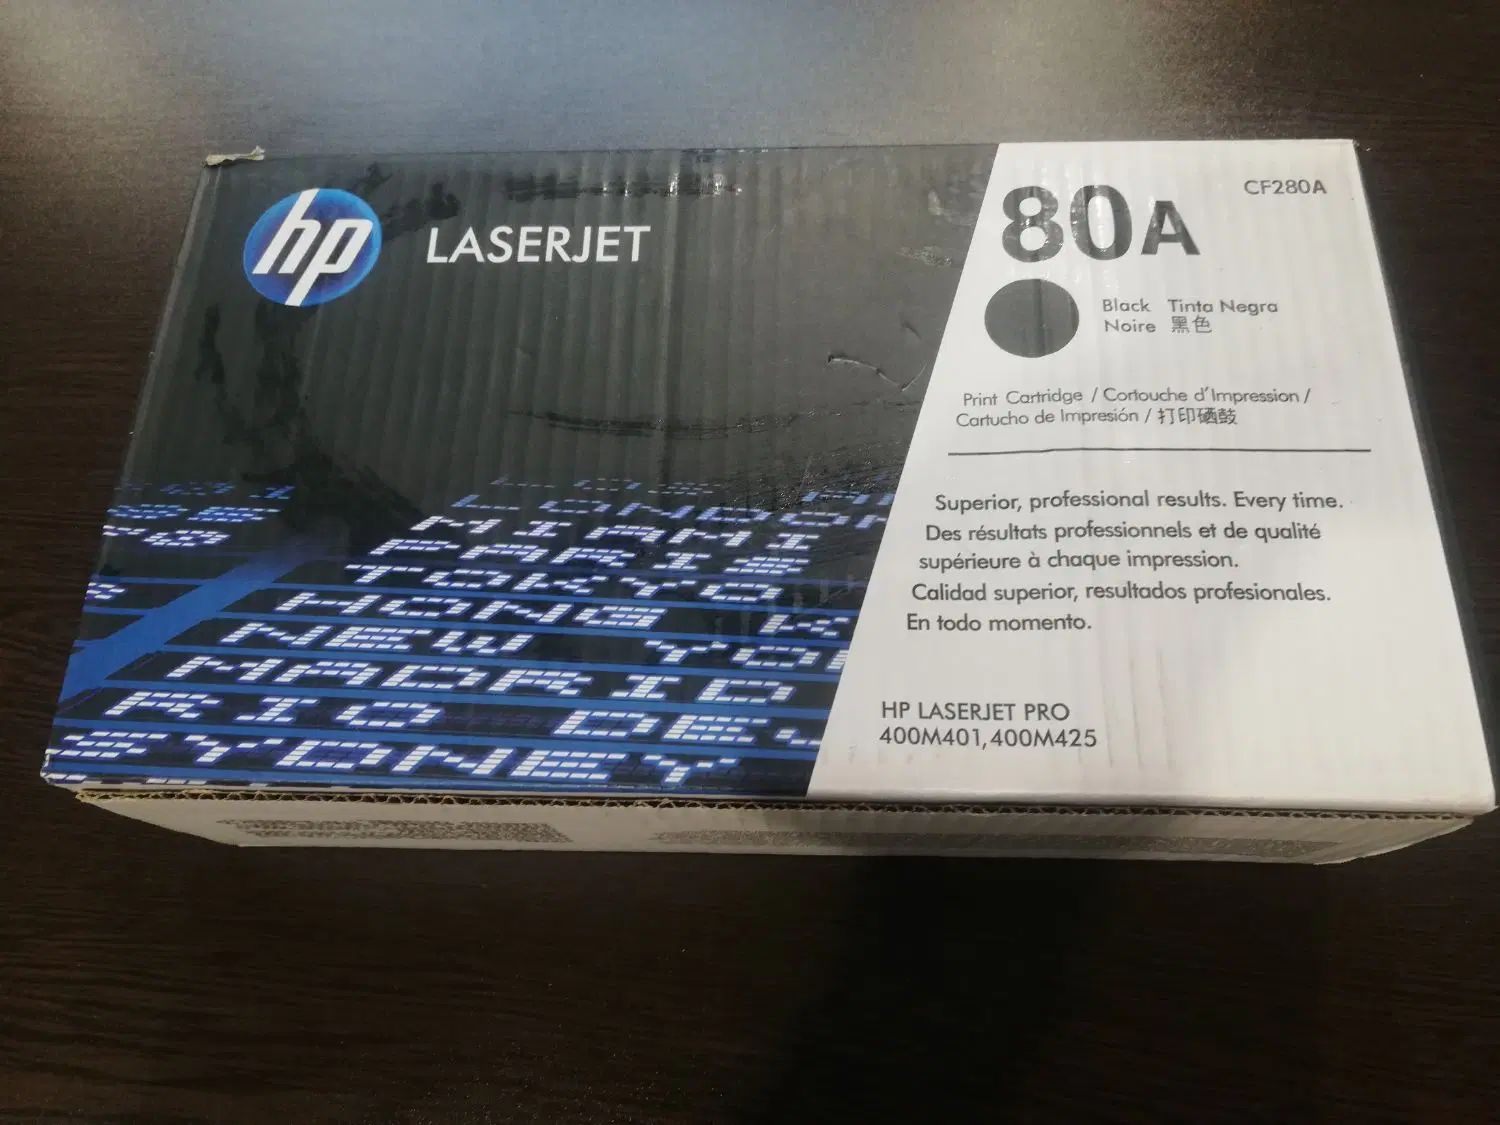 hp
LASERJET
80A
CF280A
Black Tinta Negra
Noire 黑色
Print Cartridge / Cortouche d'Impression /
Cartucho de Impresión / 打印硒鼓
Superior, professional results. Every time.
Des résultats professionnels et de qualité
supérieure à chaque impression.
Calidad superior, resultados profesionales.
En todo momento.
HP LASERJET PRO
400M401,400M425
LONDON
MIAMI
PARIS
TOKYO
HONG K
NEW YOR
MADRID
RIO DE
SYDNEY